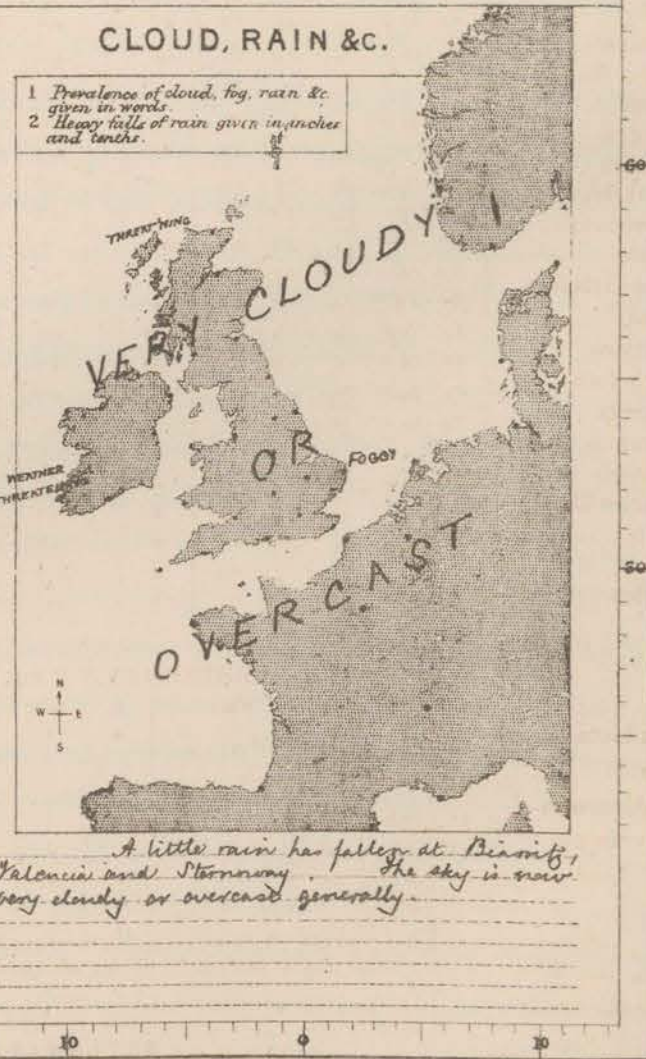 CLOUD, RAIN &c.
1 Prevalence of cloud, fog, rain &c.
given in words.
2 Heavy falls of rain given in inches
and tenths.
60
THREAT'NING
VERY CLOUDY
OR
FOGGY
WEATHER
THREATENING
OVERCAST
50
N
W E
S
A little rain has fallen at Biarritz,
Valencia and Stornoway. The sky is now
very cloudy or overcast generally.
10 0 10